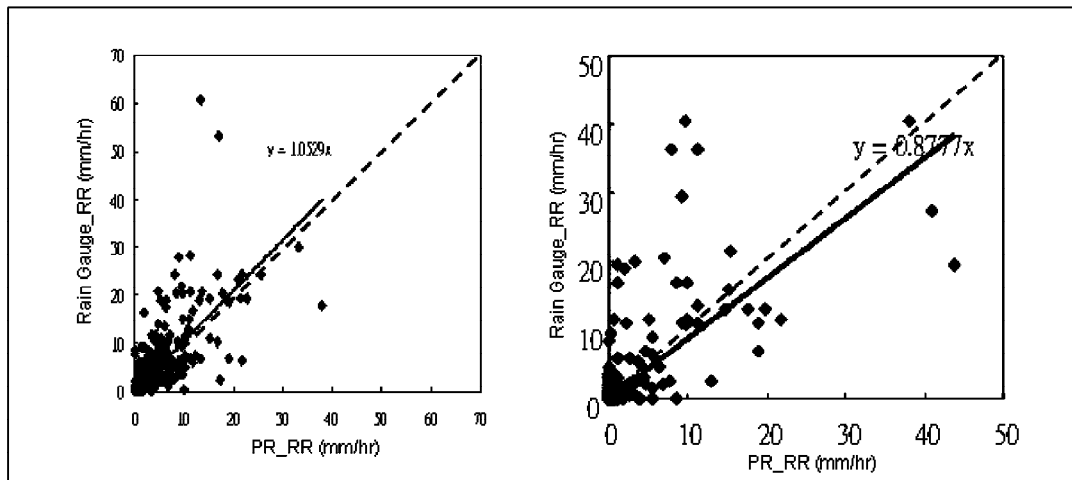 70
60
50
40
30
20
10
0
Rain Gauge_RR (mm/hr)
y = 1.0529x
0 10 20 30 40 50 60 70
PR_RR (mm/hr)
50
40
30
20
10
0
Rain Gauge_RR (mm/hr)
y = 0.8777x
0 10 20 30 40 50
PR_RR (mm/hr)